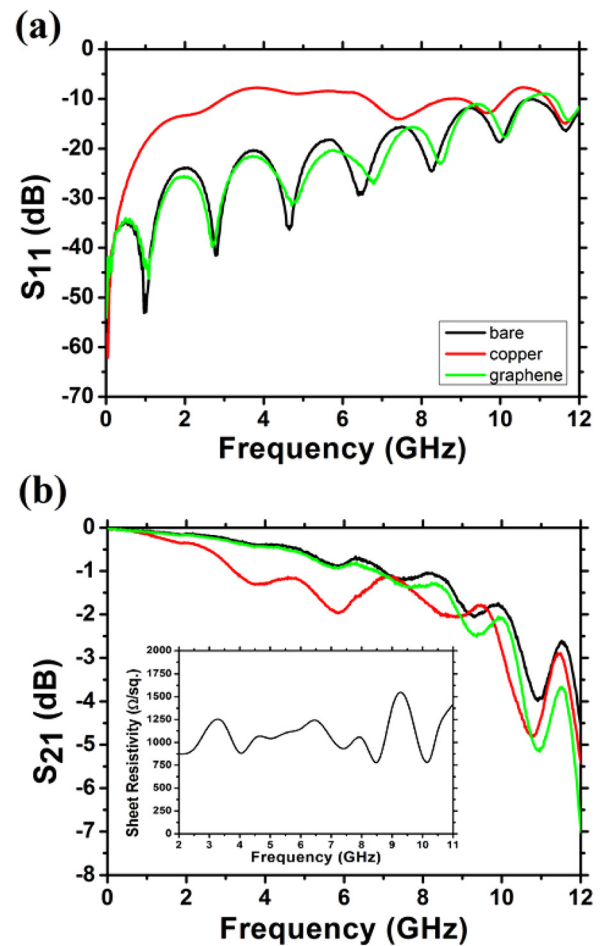 (a)
0
-10
-20
-30
-40
-50
-60
-70
S11 (dB)
bare
copper
graphene
0 2 4 6 8 10 12
Frequency (GHz)
(b)
0
-1
-2
-3
-4
-5
-6
-7
-8
S21 (dB)
2000
1750
1500
1250
1000
750
500
250
0
Sheet Resistivity (Ω/sq.)
2 3 4 5 6 7 8 9 10 11
Frequency (GHz)
0 2 4 6 8 10 12
Frequency (GHz)